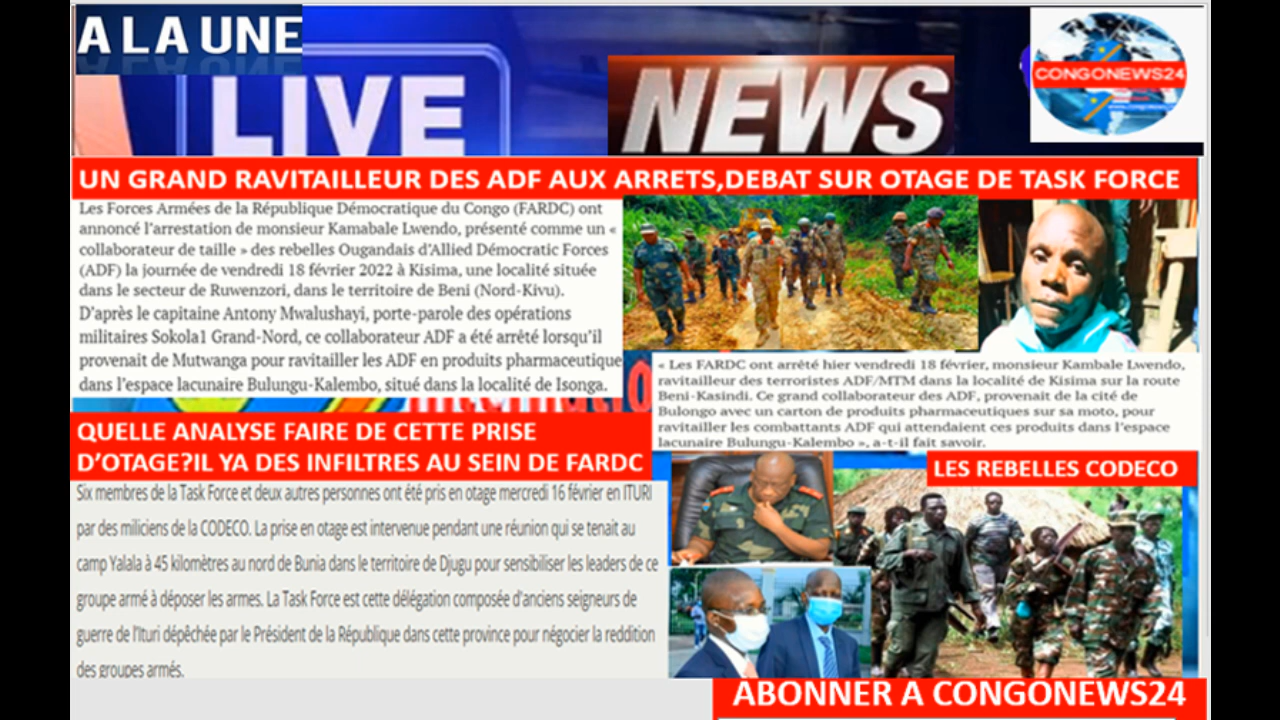 A LA UNE
LIVE
NEWS
CONGONEWS24
UN GRAND RAVITAILLEUR DES ADF AUX ARRETS,DEBAT SUR OTAGE DE TASK FORCE
Les Forces Armées de la République Démocratique du Congo (FARDC) ont
annoncé l'arrestation de monsieur Kamabale Lwendo, présenté comme un «
collaborateur de taille » des rebelles Ougandais d'Allied Démocratic Forces
(ADF) la journée de vendredi 18 février 2022 à Kisima, une localité située
dans le secteur de Ruwenzori, dans le territoire de Beni (Nord-Kivu).
D'après le capitaine Antony Mwalushayi, porte-parole des opérations
militaires Sokola1 Grand-Nord, ce collaborateur ADF a été arrêté lorsqu'il
provenait de Mutwanga pour ravitailler les ADF en produits pharmaceutique
dans l'espace lacunaire Bulungu-Kalembo, situé dans la localité de Isonga.
« Les FARDC ont arrêté hier vendredi 18 février, monsieur Kambale Lwendo,
ravitailleur des terroristes ADF/MTM dans la localité de Kisima sur la route
Beni-Kasindi. Ce grand collaborateur des ADF, provenait de la cité de
Bulongo avec un carton de produits pharmaceutiques sur sa moto, pour
ravitailler les combattants ADF qui attendaient ces produits dans l'espace
lacunaire Bulungu-Kalembo », a-t-il fait savoir.
QUELLE ANALYSE FAIRE DE CETTE PRISE
D'OTAGE?IL YA DES INFILTRES AU SEIN DE FARDC
Six membres de la Task Force et deux autres personnes ont été pris en otage mercredi 16 février en ITURI
par des miliciens de la CODECO. La prise en otage est intervenue pendant une réunion qui se tenait au
camp Yalala à 45 kilomètres au nord de Bunia dans le territoire de Djugu pour sensibiliser les leaders de ce
groupe armé à déposer les armes. La Task Force est cette délégation composée d'anciens seigneurs de
guerre de l'Ituri dépêchée par le Président de la République dans cette province pour négocier la reddition
des groupes armés.
LES REBELLES CODECO
ABONNER A CONGONEWS24